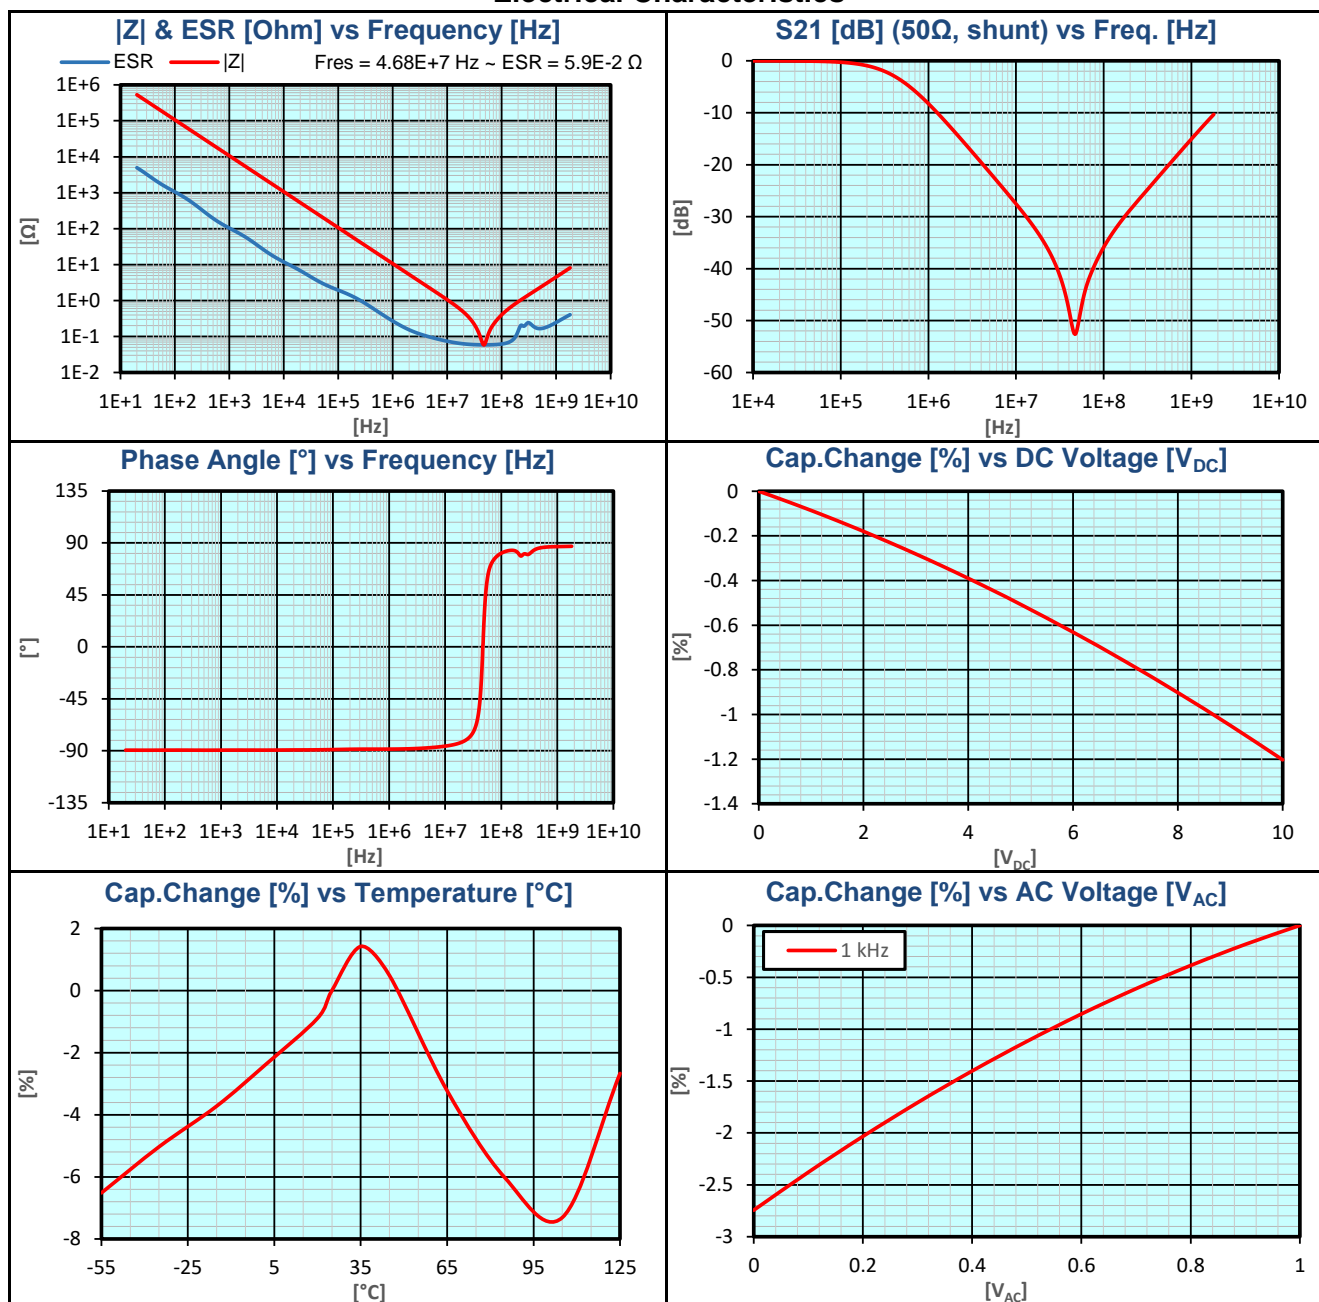 |Z| & ESR [Ohm] vs Frequency [Hz]
ESR |Z| Fres = 4.68E+7 Hz ~ ESR = 5.9E-2 Ω
1E+6
1E+5
1E+4
1E+3
1E+2
1E+1
1E+0
1E-1
1E-2
[Ω]
1E+1 1E+2 1E+3 1E+4 1E+5 1E+6 1E+7 1E+8 1E+9 1E+10
[Hz]
S21 [dB] (50Ω, shunt) vs Freq. [Hz]
0
-10
-20
-30
-40
-50
-60
[dB]
1E+4 1E+5 1E+6 1E+7 1E+8 1E+9 1E+10
[Hz]
Phase Angle [°] vs Frequency [Hz]
135
90
45
0
-45
-90
-135
[°]
1E+1 1E+2 1E+3 1E+4 1E+5 1E+6 1E+7 1E+8 1E+9 1E+10
[Hz]
Cap.Change [%] vs DC Voltage [VDC]
0
-0.2
-0.4
-0.6
-0.8
-1
-1.2
-1.4
[%]
0 2 4 6 8 10
[VDC]
Cap.Change [%] vs Temperature [°C]
2
0
-2
-4
-6
-8
[%]
-55 -25 5 35 65 95 125
[°C]
Cap.Change [%] vs AC Voltage [VAC]
1 kHz
0
-0.5
-1
-1.5
-2
-2.5
-3
[%]
0 0.2 0.4 0.6 0.8 1
[VAC]